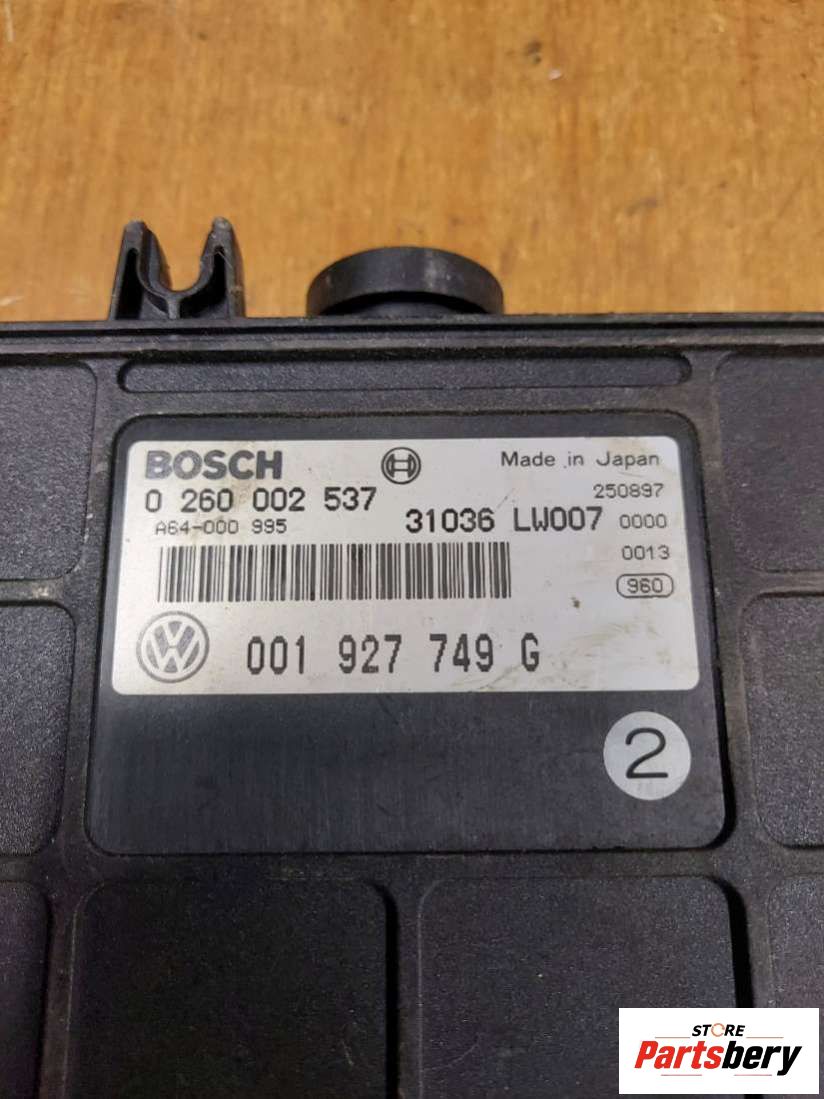 BOSCH
Made in Japan
0 260 002 537
250897
A64-000 995
31036 LW007
0000
0013
960
VW
001 927 749 G
2
STORE
Partsbery